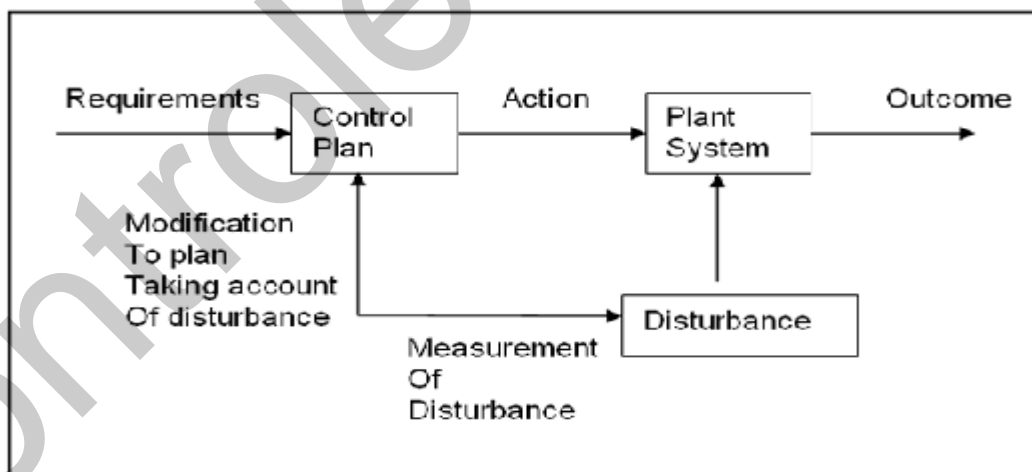 Requirements
Control
Plan
Action
Plant
System
Outcome
Modification
To plan
Taking account
Of disturbance
Disturbance
Measurement
Of
Disturbance